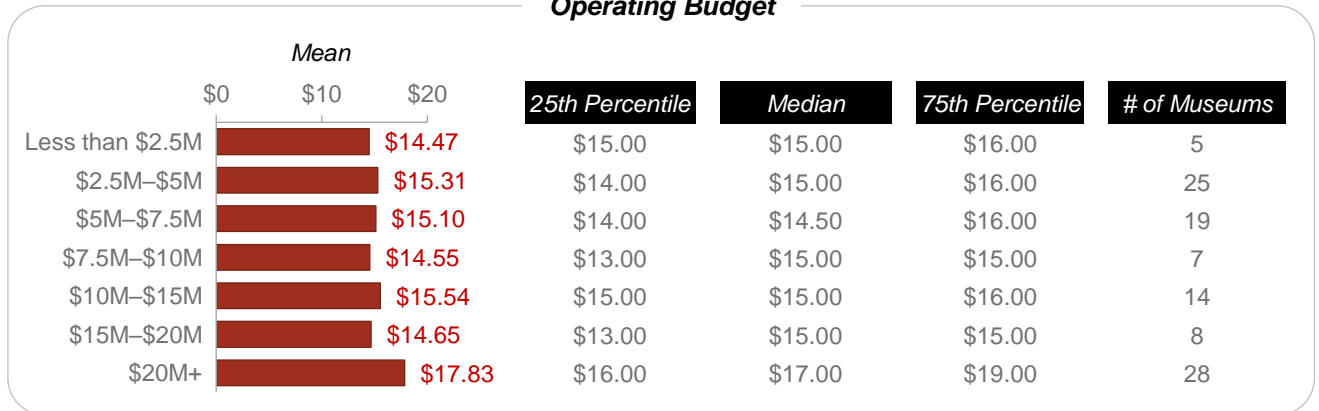 Operating Budget
Mean
$0 $10 $20 25th Percentile Median 75th Percentile # of Museums
Less than $2.5M $14.47 $15.00 $15.00 $16.00 5
$2.5M–$5M $15.31 $14.00 $15.00 $16.00 25
$5M–$7.5M $15.10 $14.00 $14.50 $16.00 19
$7.5M–$10M $14.55 $13.00 $15.00 $15.00 7
$10M–$15M $15.54 $15.00 $15.00 $16.00 14
$15M–$20M $14.65 $13.00 $15.00 $15.00 8
$20M+ $17.83 $16.00 $17.00 $19.00 28